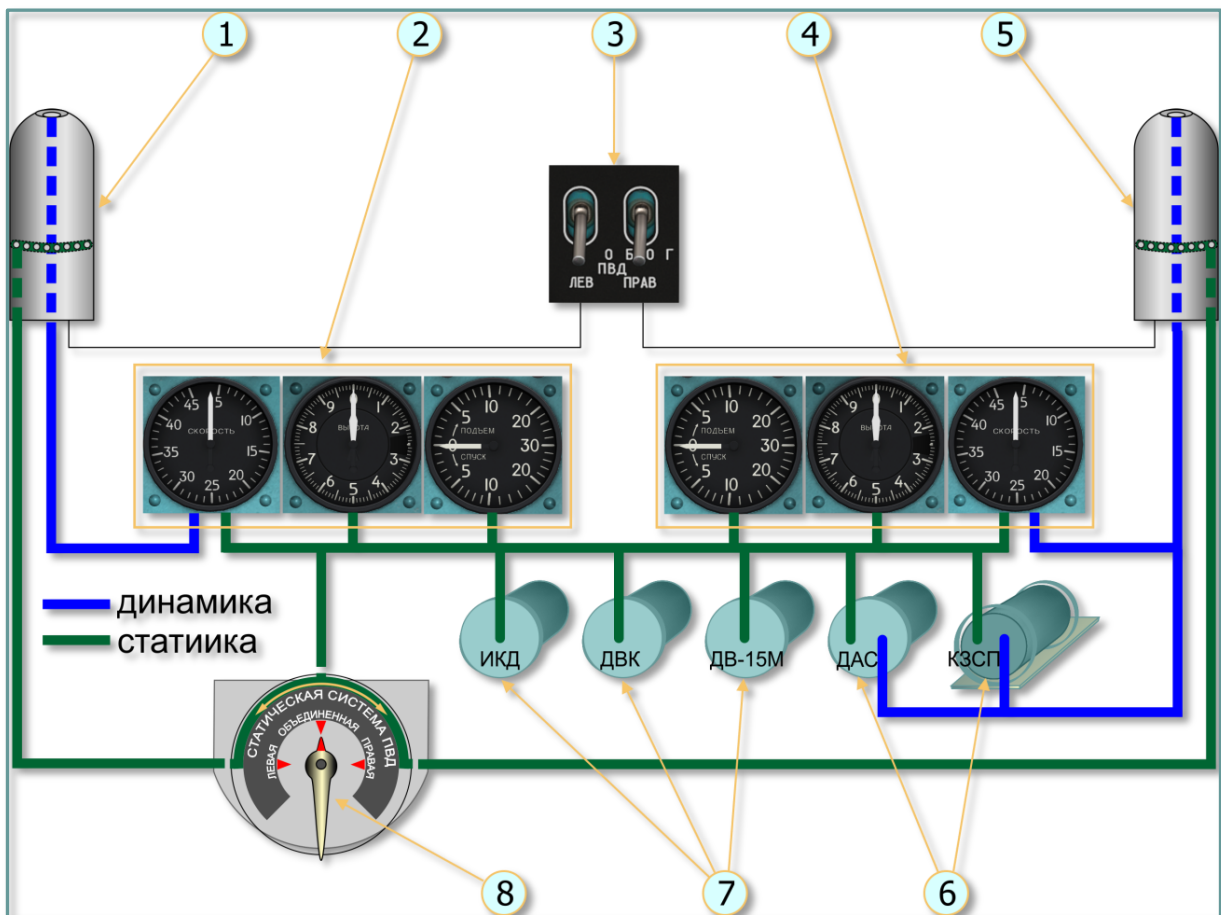 1 2 3 4 5
О Б О Г
ПВД
ЛЕВ ПРАВ
45 5 10 15 20 25 30 35 40
СКОРОСТЬ
9 1 2 3 4 5 6 7 8
ВЫСОТА
5 10 20 30 20 10 5 0
ПОДЪЕМ
СПУСК
5 10 20 30 20 10 5 0
ПОДЪЕМ
СПУСК
9 1 2 3 4 5 6 7 8
ВЫСОТА
45 5 10 15 20 25 30 35 40
СКОРОСТЬ
динамика
статиика
ИКД ДВК ДВ-15М ДАС КЗСП
СТАТИЧЕСКАЯ СИСТЕМА ПВД
ЛЕВАЯ ОБЪЕДИНЕННАЯ ПРАВАЯ
8 7 6